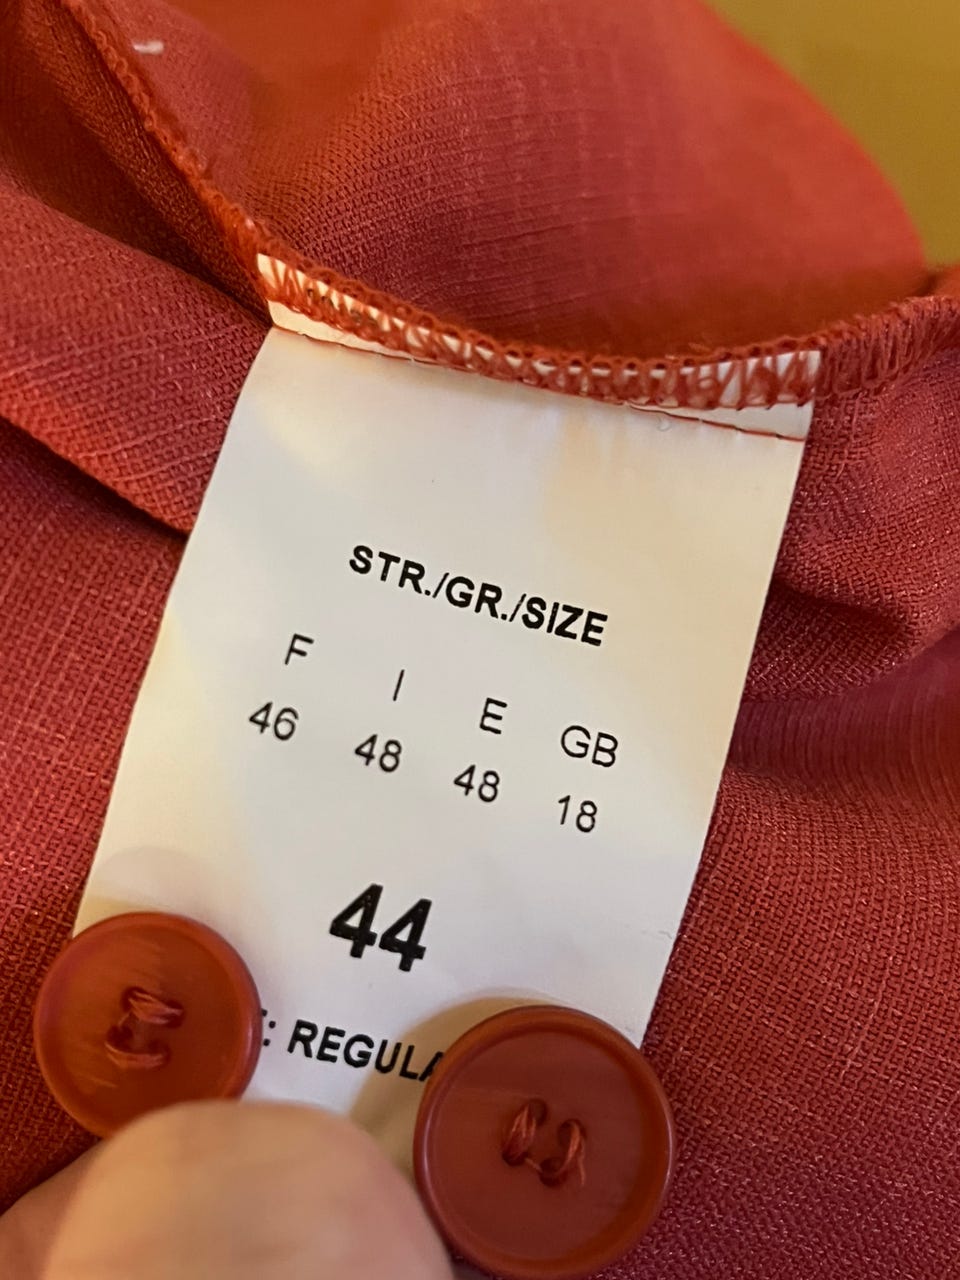 STR./GR./SIZE
F I E GB
46 48 48 18
44